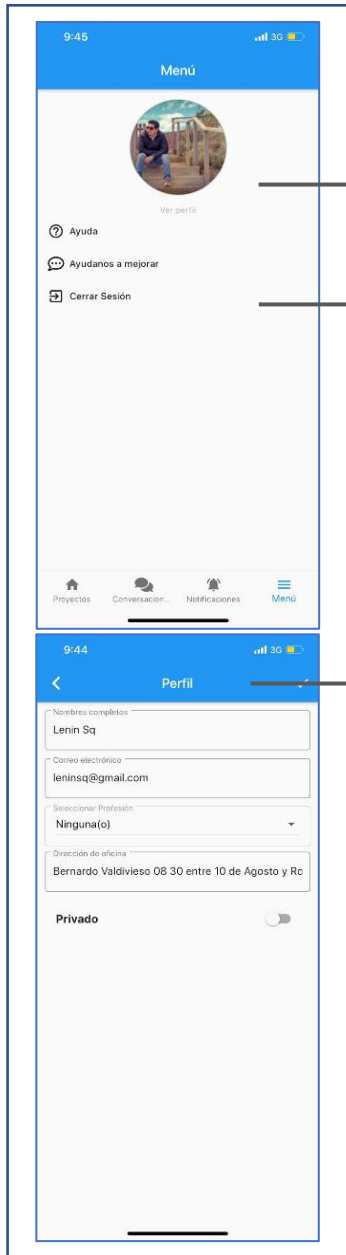 9:45
3G
Menú
Ver perfil
Ayuda
Ayudanos a mejorar
Cerrar Sesión
Proyectos
Conversacion...
Notificaciones
Menú
9:44
3G
Perfil
Nombres completos
Lenin Sq
Correo electrónico
leninsq@gmail.com
Seleccionar Profesión
Ninguna(o)
Dirección de oficina
Bernardo Valdivieso 08 30 entre 10 de Agosto y Ro
Privado